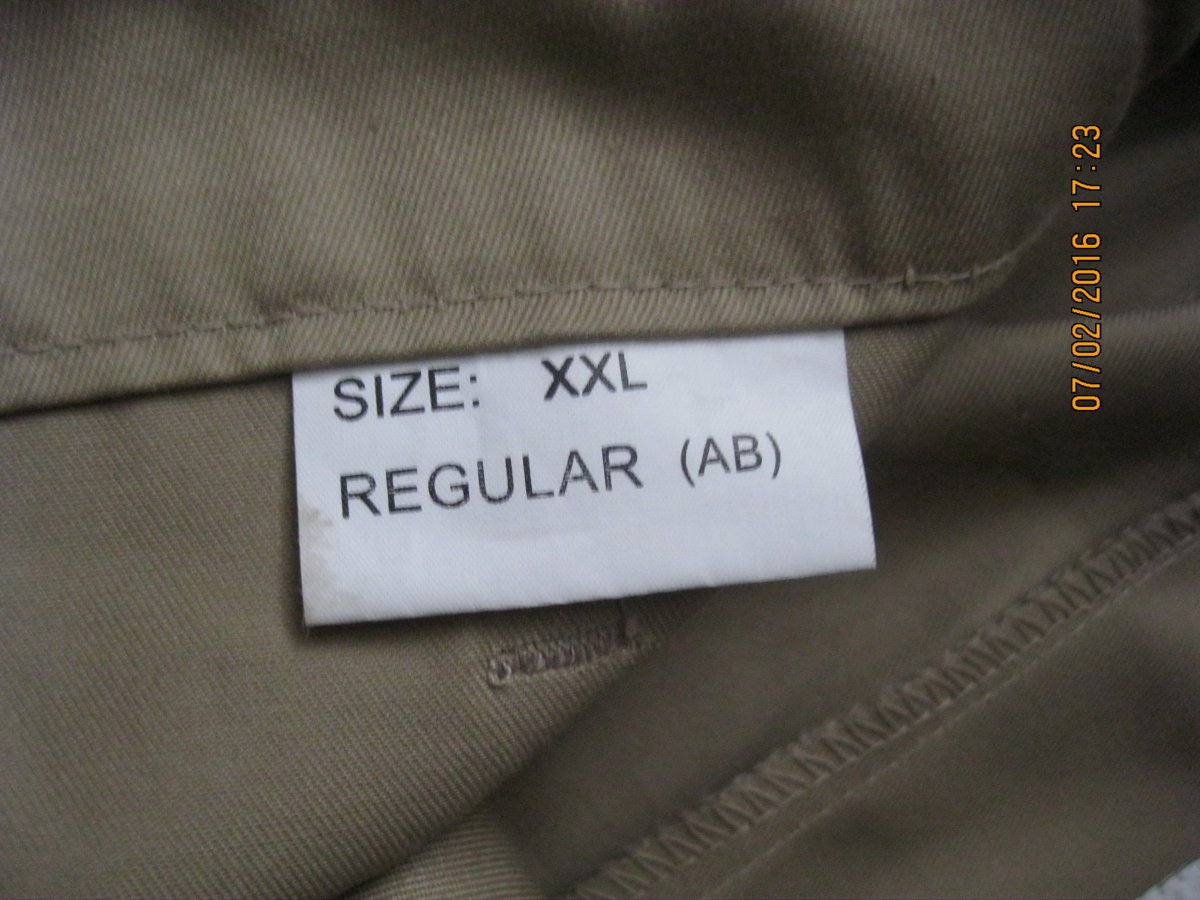 SIZE: XXL
REGULAR (AB)
07/02/2016 17:23